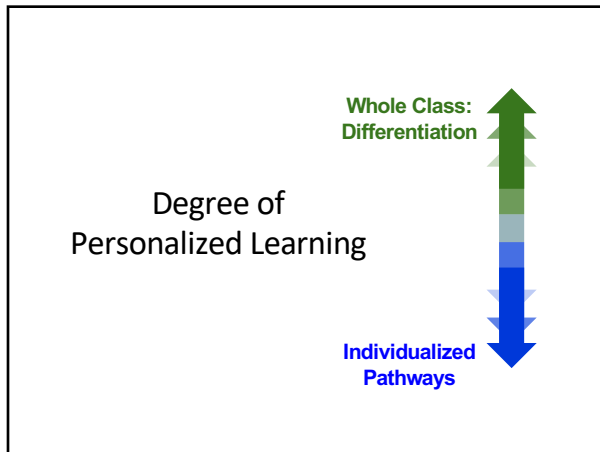 Whole Class:
Differentiation
Degree of
Personalized Learning
Individualized
Pathways